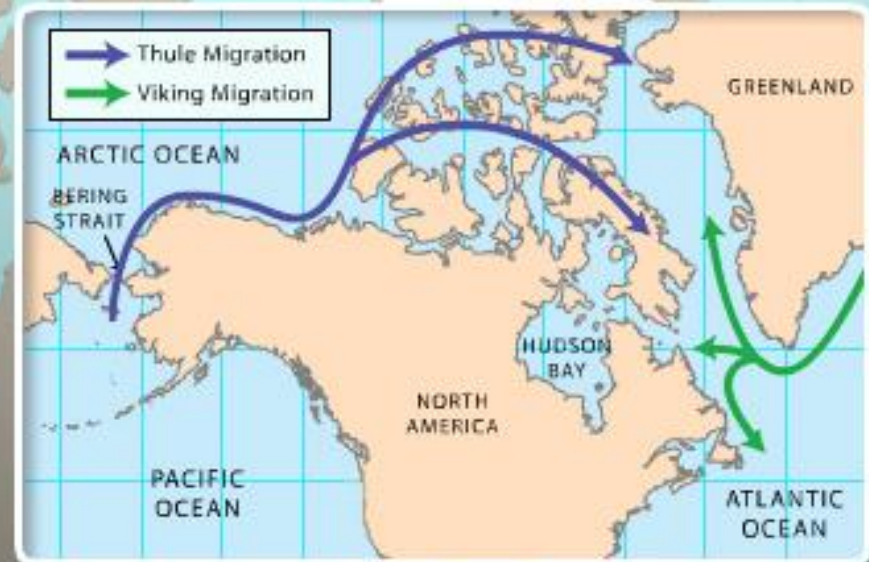 Thule Migration
Viking Migration
GREENLAND
ARCTIC OCEAN
BERING
STRAIT
HUDSON
BAY
NORTH
AMERICA
PACIFIC
OCEAN
ATLANTIC
OCEAN